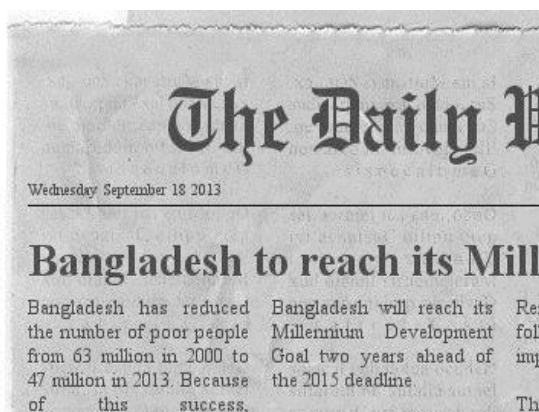 The Daily
Wednesday September 18 2013
Bangladesh to reach its Mill
Bangladesh has reduced
the number of poor people
from 63 million in 2000 to
47 million in 2013. Because
of this success,
Bangladesh will reach its
Millennium Development
Goal two years ahead of
the 2015 deadline.